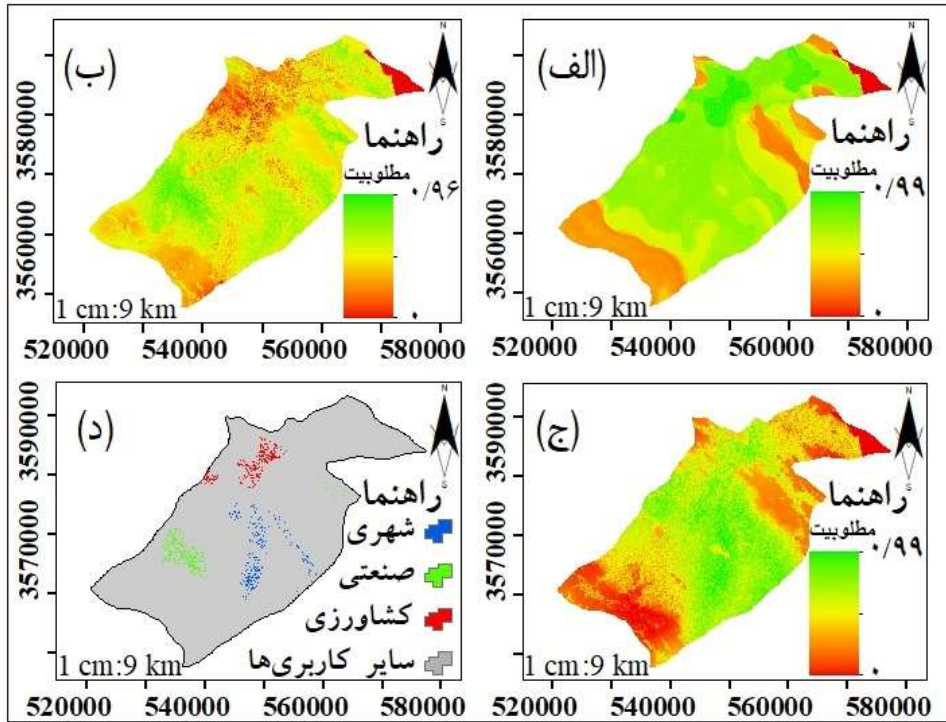 (الف)
N
S
راهنما
مطلوبیت
۰/۹۹
۰
3580000
3560000
1 cm:9 km
520000 540000 560000 580000
(ب)
N
S
راهنما
مطلوبیت
۰/۹۶
۰
3580000
3560000
1 cm:9 km
520000 540000 560000 580000
(ج)
N
S
راهنما
مطلوبیت
۰/۹۹
۰
3590000
3570000
1 cm:9 km
520000 540000 560000 580000
(د)
N
S
راهنما
شهری
صنعتی
کشاورزی
سایر کاربری‌ها
3590000
3570000
1 cm:9 km
520000 540000 560000 580000